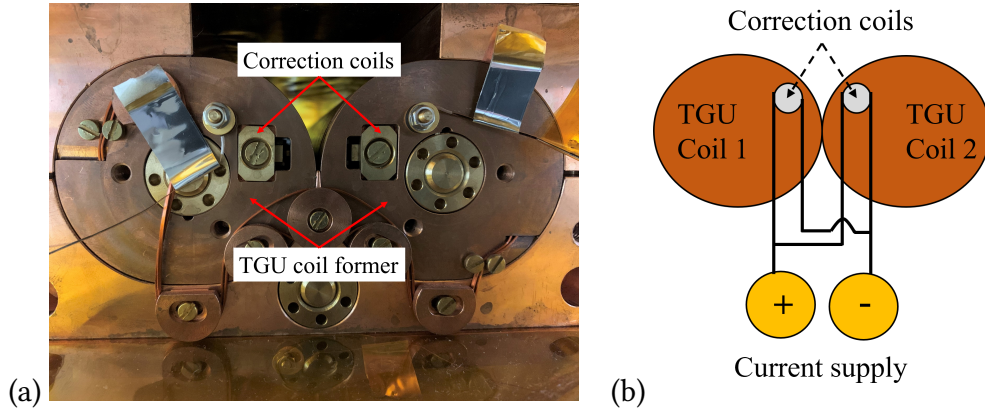 Correction coils
TGU coil former
(a)
Correction coils
TGU
Coil 1
TGU
Coil 2
+
-
Current supply
(b)